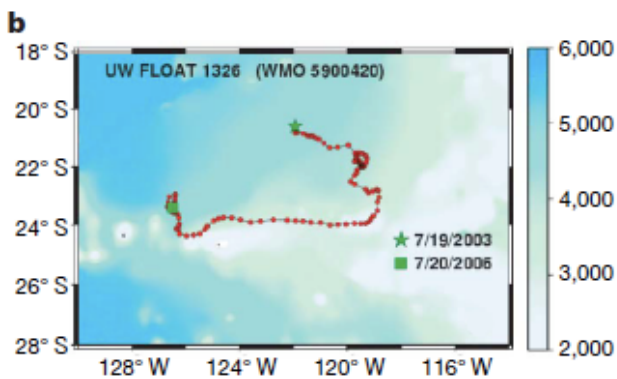 b
UW FLOAT 1326 (WMO 5900420)
18° S
20° S
22° S
24° S
26° S
28° S
7/19/2003
7/20/2006
128° W
124° W
120° W
116° W
6,000
5,000
4,000
3,000
2,000